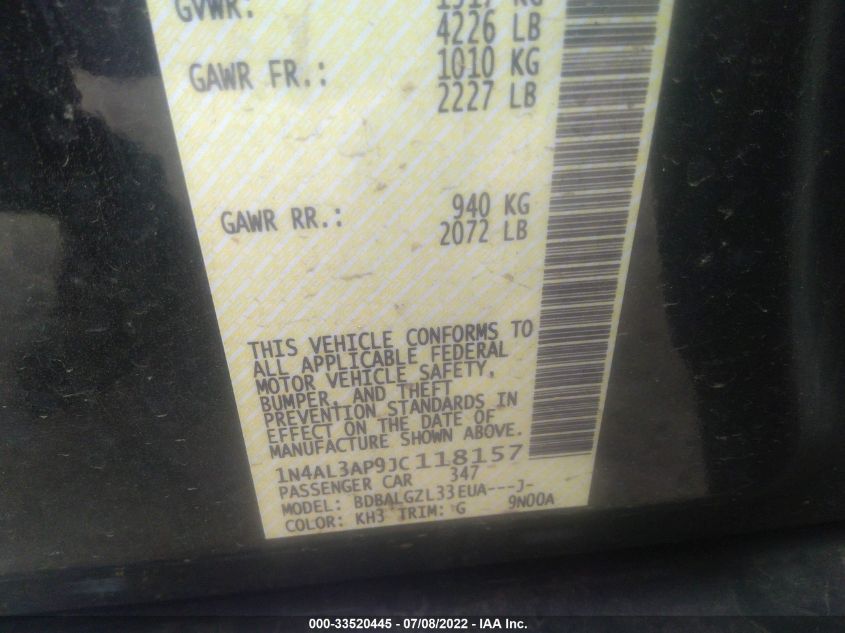 GVWR: 1917 KG
4226 LB
GAWR FR.: 1010 KG
2227 LB
GAWR RR.: 940 KG
2072 LB
THIS VEHICLE CONFORMS TO
ALL APPLICABLE FEDERAL
MOTOR VEHICLE SAFETY,
BUMPER, AND THEFT
PREVENTION STANDARDS IN
EFFECT ON THE DATE OF
MANUFACTURE SHOWN ABOVE.
1N4AL3AP9JC118157
PASSENGER CAR 347
MODEL: BDBALGZL33EUA---J-
COLOR: KH3 TRIM: G 9N00A
000-33520445 - 07/08/2022 - IAA Inc.